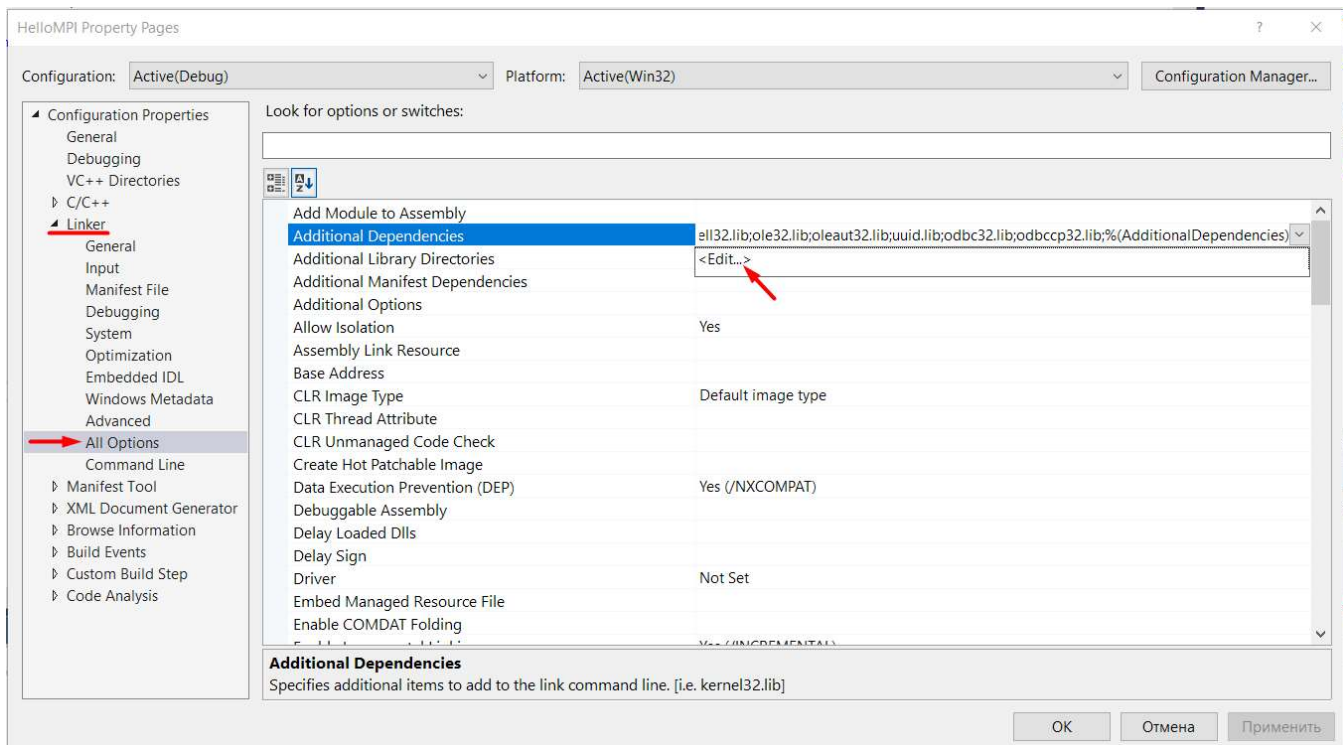 HelloMPI Property Pages
Configuration: Active(Debug) Platform: Active(Win32) Configuration Manager...
Configuration Properties
General
Debugging
VC++ Directories
C/C++
Linker
General
Input
Manifest File
Debugging
System
Optimization
Embedded IDL
Windows Metadata
Advanced
All Options
Command Line
Manifest Tool
XML Document Generator
Browse Information
Build Events
Custom Build Step
Code Analysis
Look for options or switches:
Add Module to Assembly
Additional Dependencies ell32.lib;ole32.lib;oleaut32.lib;uuid.lib;odbc32.lib;odbccp32.lib;%(AdditionalDependencies)
Additional Library Directories <Edit...>
Additional Manifest Dependencies
Additional Options
Allow Isolation Yes
Assembly Link Resource
Base Address
CLR Image Type Default image type
CLR Thread Attribute
CLR Unmanaged Code Check
Create Hot Patchable Image
Data Execution Prevention (DEP) Yes (/NXCOMPAT)
Debuggable Assembly
Delay Loaded Dlls
Delay Sign
Driver Not Set
Embed Managed Resource File
Enable COMDAT Folding
Additional Dependencies
Specifies additional items to add to the link command line. [i.e. kernel32.lib]
OK Отмена Применить